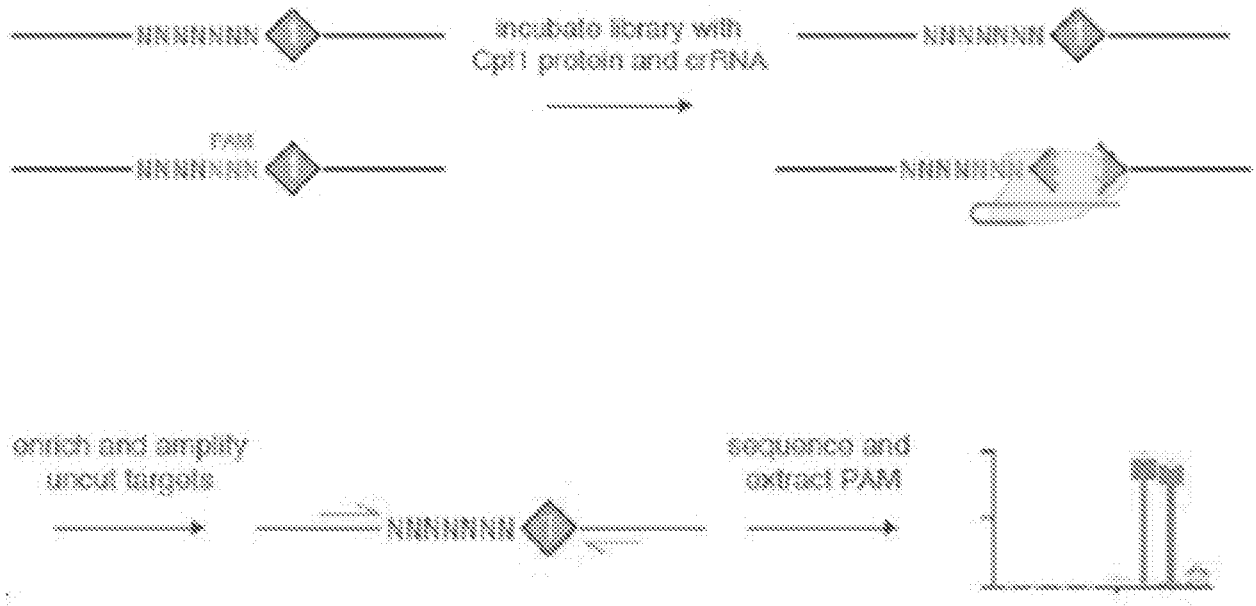 NNNNNNN
incubate library with
Cpf1 protein and crRNA
NNNNNNN
PAM
NNNNNNN
NNNNNNN
enrich and amplify
uncut targets
NNNNNNN
sequence and
extract PAM